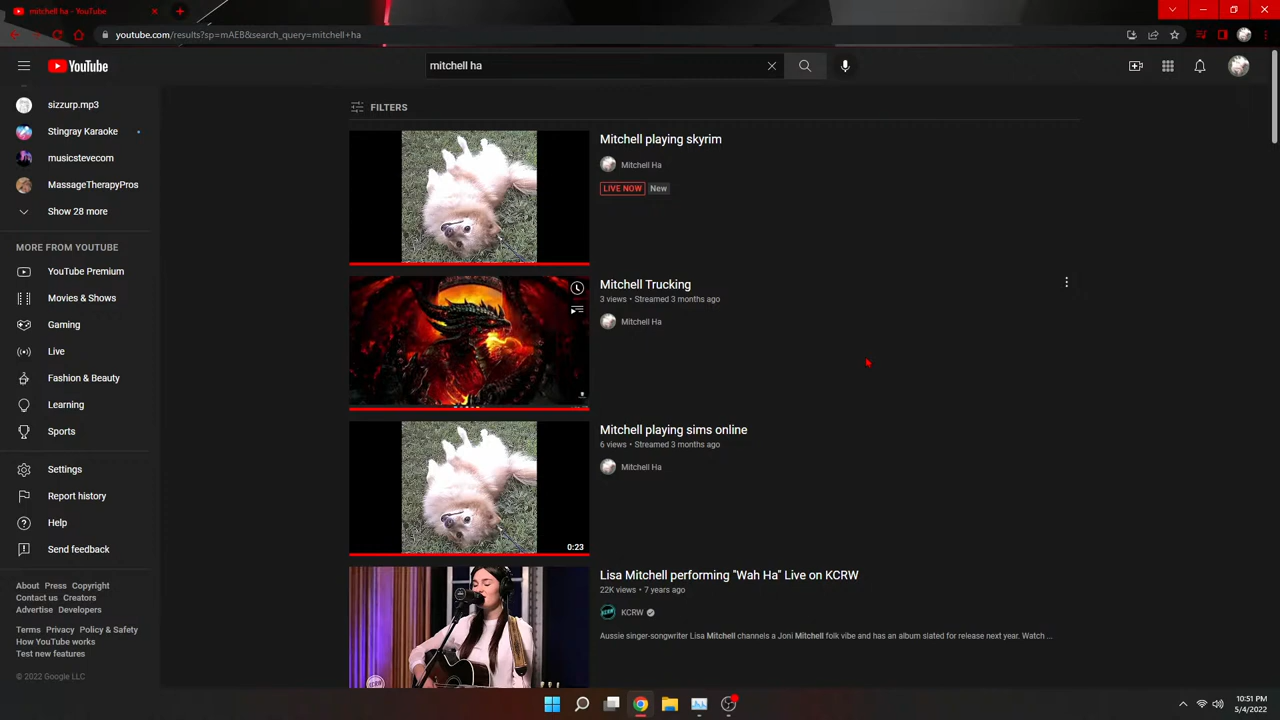 mitchell ha - YouTube
youtube.com/results?sp=mAEB&search_query=mitchell+ha
YouTube
mitchell ha
sizzurp.mp3
Stingray Karaoke
musicstevecom
MassageTherapyPros
Show 28 more
MORE FROM YOUTUBE
YouTube Premium
Movies & Shows
Gaming
Live
Fashion & Beauty
Learning
Sports
Settings
Report history
Help
Send feedback
About Press Copyright
Contact us Creators
Advertise Developers
Terms Privacy Policy & Safety
How YouTube works
Test new features
© 2022 Google LLC
FILTERS
Mitchell playing skyrim
Mitchell Ha
LIVE NOW New
Mitchell Trucking
3 views • Streamed 3 months ago
Mitchell Ha
0:23
Mitchell playing sims online
6 views • Streamed 3 months ago
Mitchell Ha
Lisa Mitchell performing "Wah Ha" Live on KCRW
22K views • 7 years ago
KCRW
Aussie singer-songwriter Lisa Mitchell channels a Joni Mitchell folk vibe and has an album slated for release next year. Watch ...
10:51 PM
5/4/2022